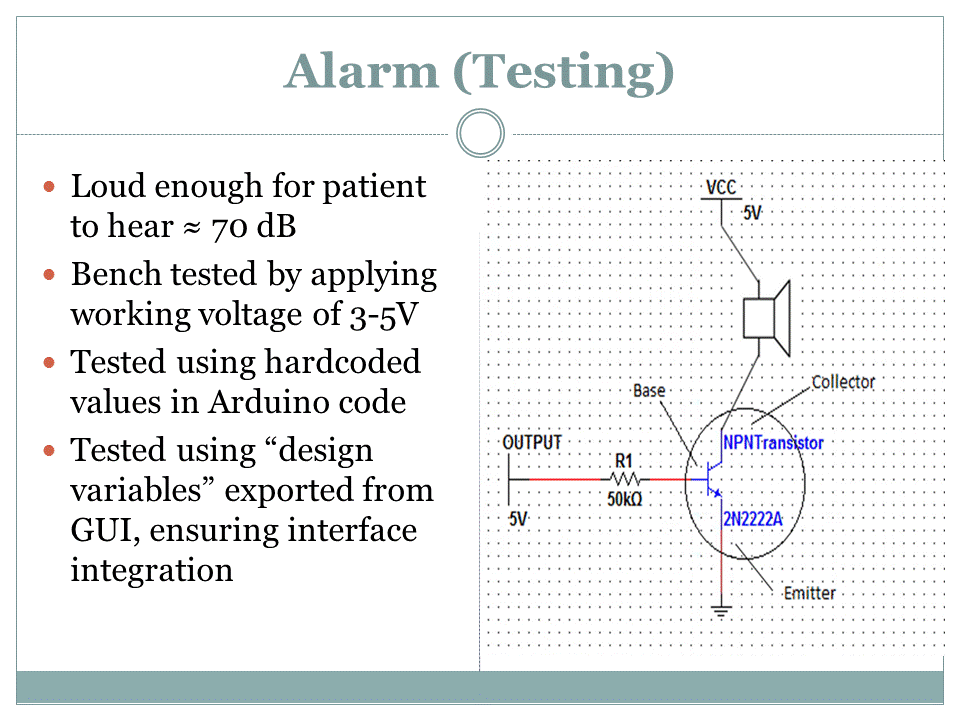 Alarm (Testing)
• Loud enough for patient
to hear ≈ 70 dB
• Bench tested by applying
working voltage of 3-5V
• Tested using hardcoded
values in Arduino code
• Tested using “design
variables” exported from
GUI, ensuring interface
integration
VCC
5V
Collector
Base
OUTPUT
NPNTransistor
R1
50kΩ
5V
2N2222A
Emitter